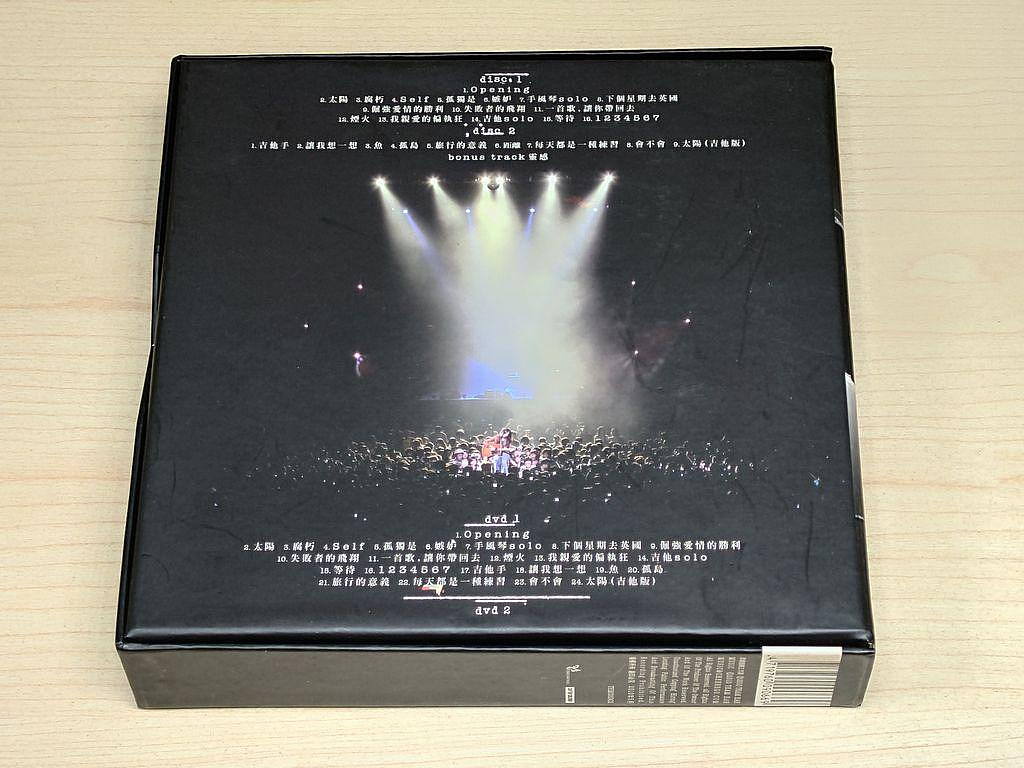 disc 1
1.Opening
2.太陽 3.腐朽 4.Self 5.孤獨是 6.嫉妒 7.手風琴solo 8.下個星期去英國
9.倔強愛情的勝利 10.失敗者的飛翔 11.一首歌,讓你帶回去
12.煙火 13.我親愛的偏執狂 14.吉他solo 15.等待 16.1234567
disc 2
1.吉他手 2.讓我想一想 3.魚 4.孤島 5.旅行的意義 6.距離 7.每天都是一種練習 8.會不會 9.太陽(吉他版)
bonus track 靈感
dvd 1
1.Opening
2.太陽 3.腐朽 4.Self 5.孤獨是 6.嫉妒 7.手風琴solo 8.下個星期去英國 9.倔強愛情的勝利
10.失敗者的飛翔 11.一首歌,讓你帶回去 12.煙火 13.我親愛的偏執狂 14.吉他solo
15.等待 16.1234567 17.吉他手 18.讓我想一想 19.魚 20.孤島
21.旅行的意義 22.每天都是一種練習 23.會不會 24.太陽(吉他版)
dvd 2